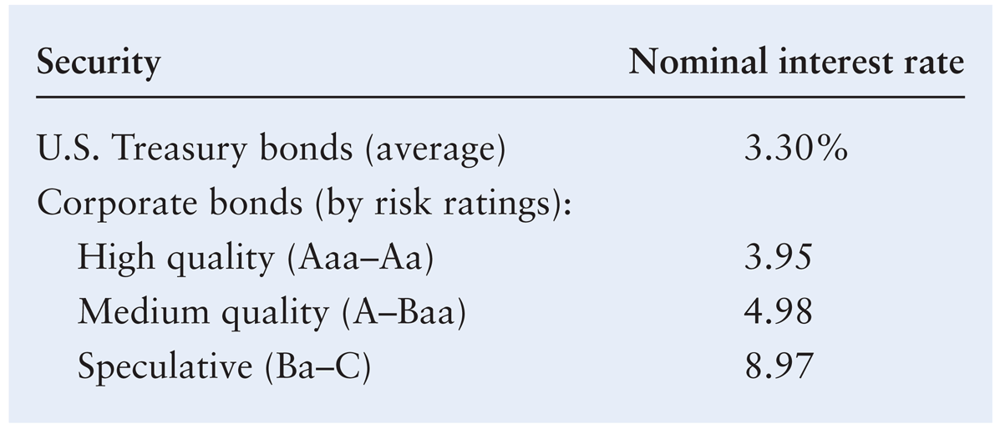 Security Nominal interest rate
U.S. Treasury bonds (average) 3.30%
Corporate bonds (by risk ratings):
High quality (Aaa–Aa) 3.95
Medium quality (A–Baa) 4.98
Speculative (Ba–C) 8.97